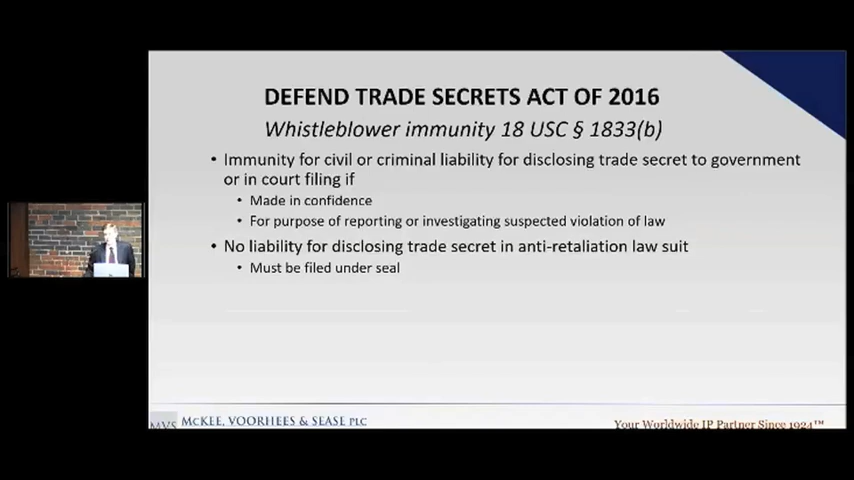 DEFEND TRADE SECRETS ACT OF 2016
Whistleblower immunity 18 USC § 1833(b)
• Immunity for civil or criminal liability for disclosing trade secret to government
or in court filing if
• Made in confidence
• For purpose of reporting or investigating suspected violation of law
• No liability for disclosing trade secret in anti-retaliation law suit
• Must be filed under seal
MVS MCKEE, VOORHEES & SEASE PLC
Your Worldwide IP Partner Since 1924™